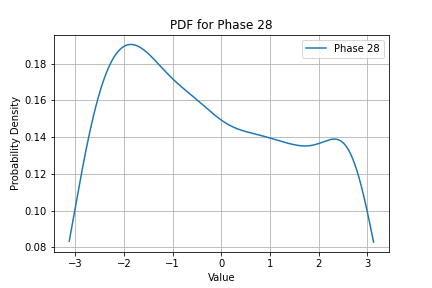 PDF for Phase 28
Phase 28
Probability Density
0.18
0.16
0.14
0.12
0.10
0.08
−3 −2 −1 0 1 2 3
Value